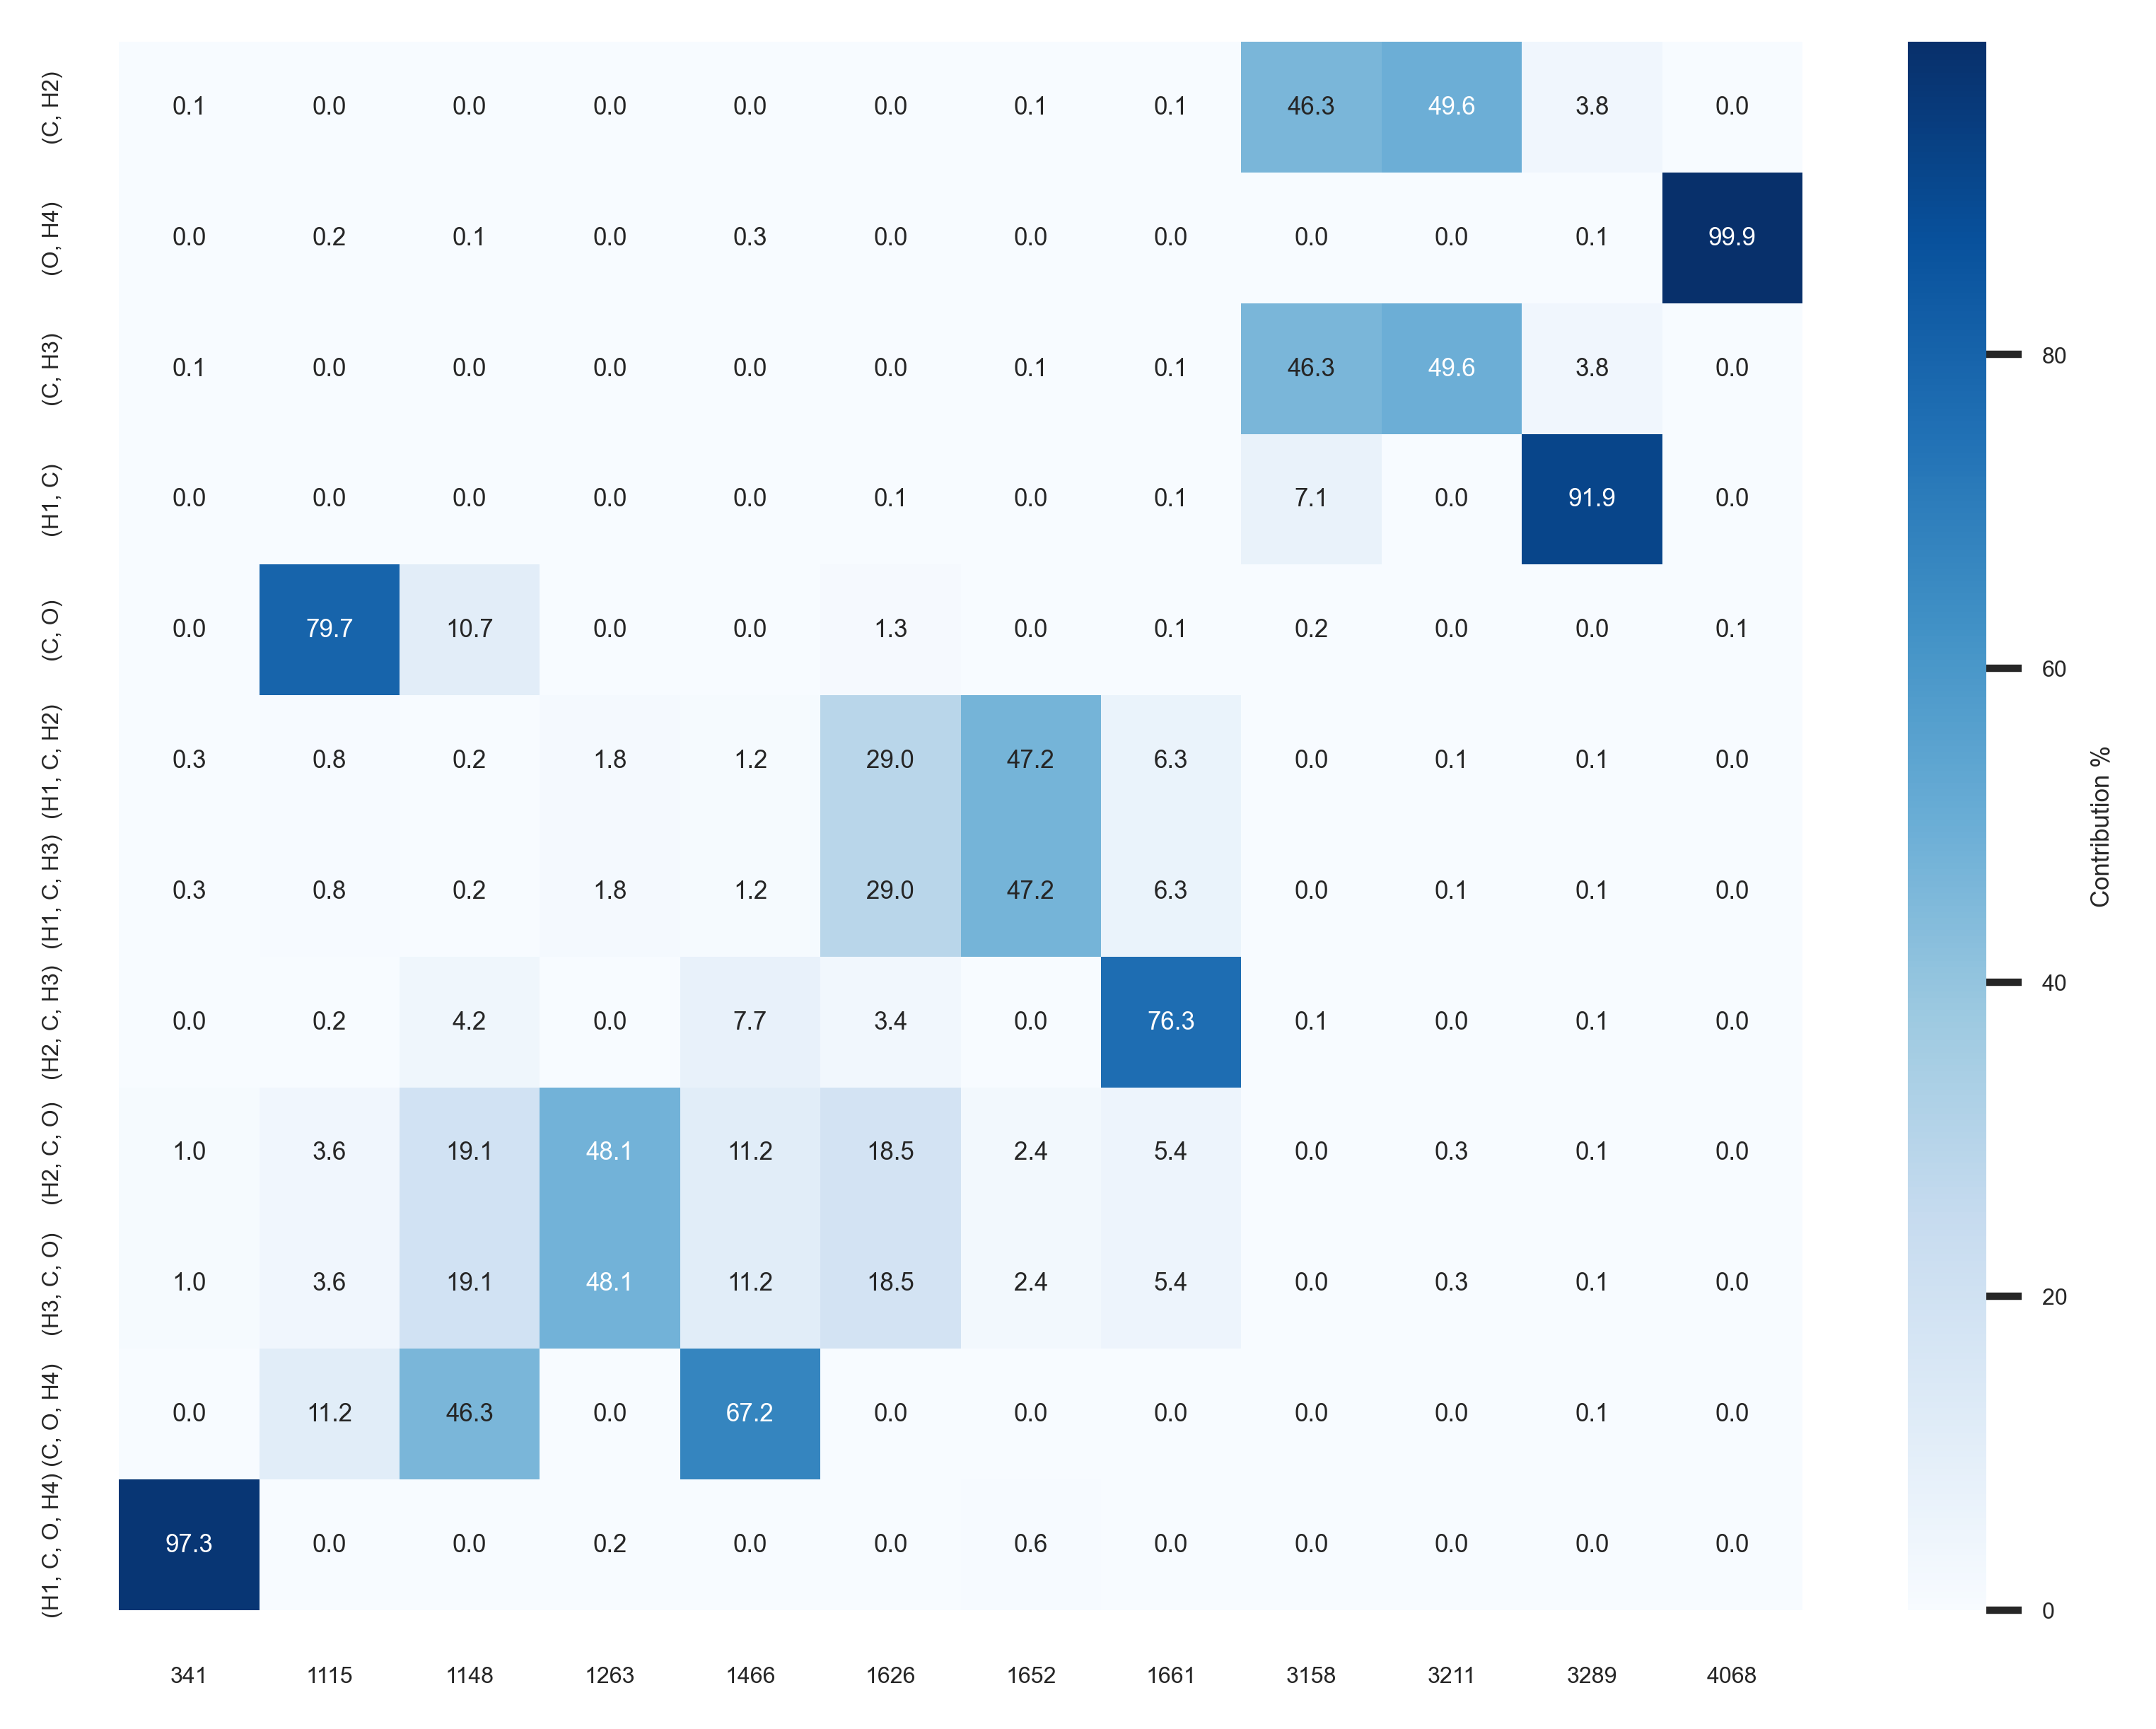 (C, H2) 0.1 0.0 0.0 0.0 0.0 0.0 0.1 0.1 46.3 49.6 3.8 0.0
(O, H4) 0.0 0.2 0.1 0.0 0.3 0.0 0.0 0.0 0.0 0.0 0.1 99.9
(C, H3) 0.1 0.0 0.0 0.0 0.0 0.0 0.1 0.1 46.3 49.6 3.8 0.0
(H1, C) 0.0 0.0 0.0 0.0 0.0 0.1 0.0 0.1 7.1 0.0 91.9 0.0
(C, O) 0.0 79.7 10.7 0.0 0.0 1.3 0.0 0.1 0.2 0.0 0.0 0.1
(H1, C, H2) 0.3 0.8 0.2 1.8 1.2 29.0 47.2 6.3 0.0 0.1 0.1 0.0
(H1, C, H3) 0.3 0.8 0.2 1.8 1.2 29.0 47.2 6.3 0.0 0.1 0.1 0.0
(H2, C, H3) 0.0 0.2 4.2 0.0 7.7 3.4 0.0 76.3 0.1 0.0 0.1 0.0
(H2, C, O) 1.0 3.6 19.1 48.1 11.2 18.5 2.4 5.4 0.0 0.3 0.1 0.0
(H3, C, O) 1.0 3.6 19.1 48.1 11.2 18.5 2.4 5.4 0.0 0.3 0.1 0.0
(C, O, H4) 0.0 11.2 46.3 0.0 67.2 0.0 0.0 0.0 0.0 0.0 0.1 0.0
(H1, C, O, H4) 97.3 0.0 0.0 0.2 0.0 0.0 0.6 0.0 0.0 0.0 0.0 0.0
341 1115 1148 1263 1466 1626 1652 1661 3158 3211 3289 4068
80
60
40
20
0
Contribution %